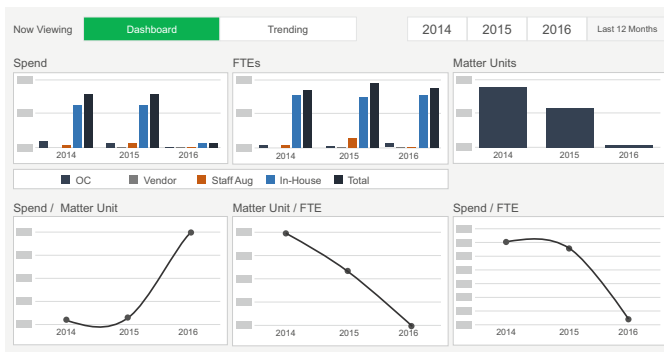 Now Viewing Dashboard Trending 2014 2015 2016 Last 12 Months
Spend FTEs Matter Units
2014 2015 2016 2014 2015 2016 2014 2015 2016
OC Vendor Staff Aug In-House Total
Spend / Matter Unit Matter Unit / FTE Spend / FTE
2014 2015 2016 2014 2015 2016 2014 2015 2016